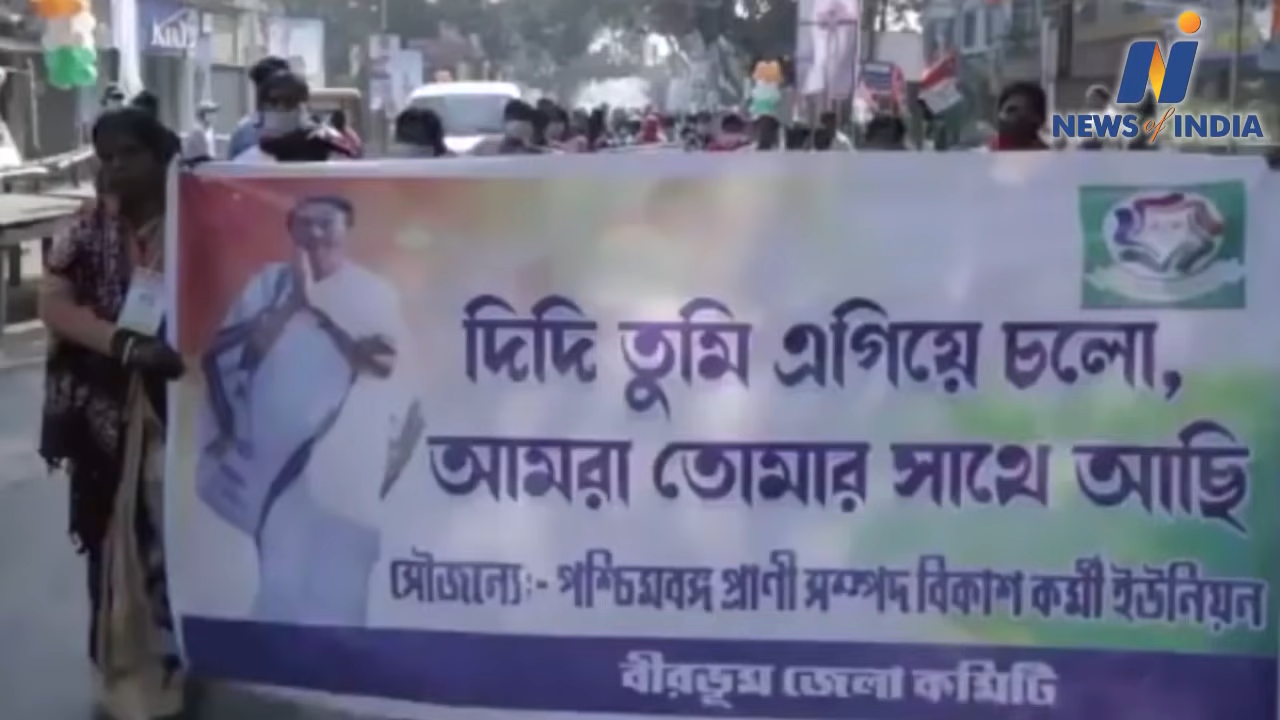 NEWS of INDIA
দিদি তুমি এগিয়ে চলো,
আমরা তোমার সাথে আছি
সৌজন্যে:- পশ্চিমবঙ্গ প্রাণী সম্পদ বিকাশ কর্মী ইউনিয়ন
বীরভূম জেলা কমিটি